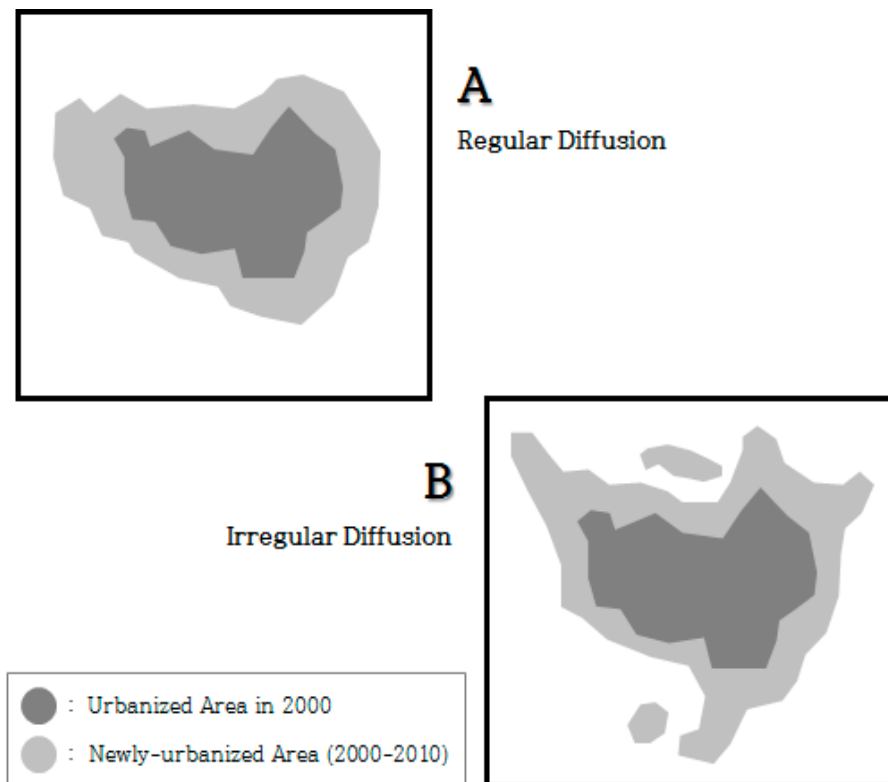 A
Regular Diffusion
B
Irregular Diffusion
: Urbanized Area in 2000
: Newly-urbanized Area (2000-2010)